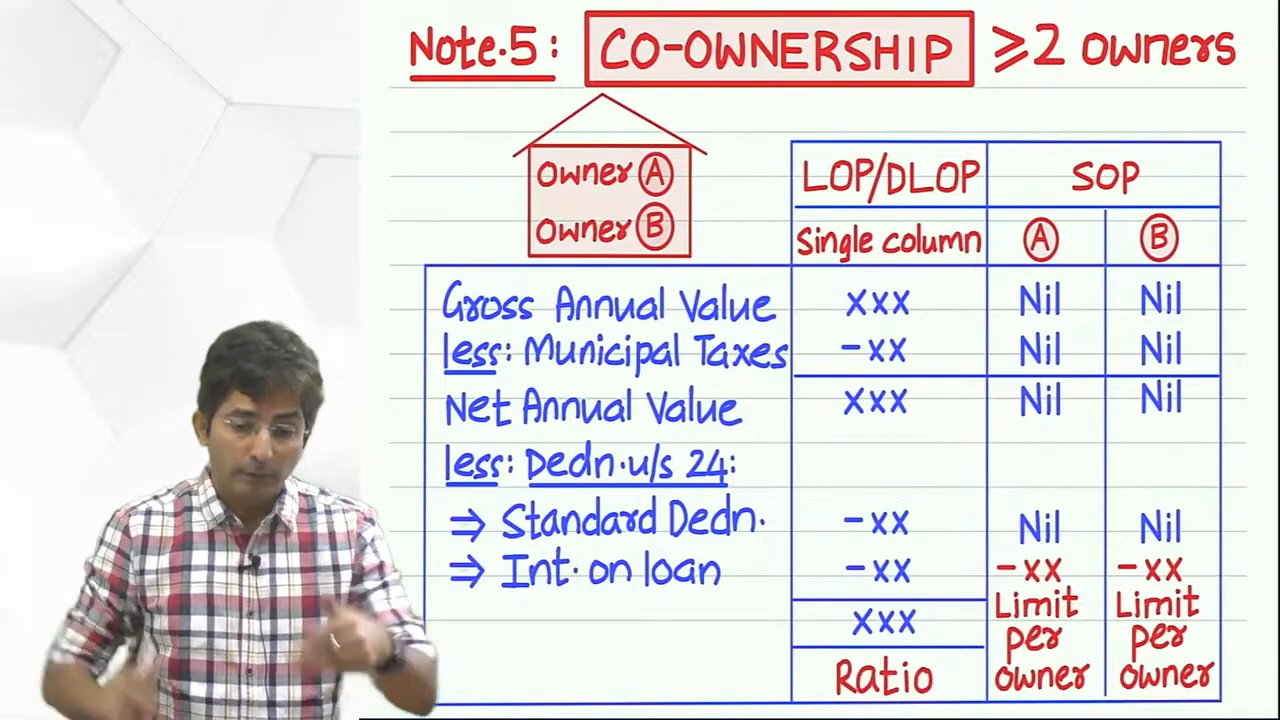 Note.5: CO-OWNERSHIP ≥2 owners
Owner A
Owner B
LOP/DLOP SOP
Single column A B
Gross Annual Value xxx Nil Nil
less: Municipal Taxes -xx Nil Nil
Net Annual Value xxx Nil Nil
less: Dedn.u/s 24:
⇒ Standard Dedn. -xx Nil Nil
⇒ Int. on loan -xx -xx -xx
xxx Limit per owner Limit per owner
Ratio